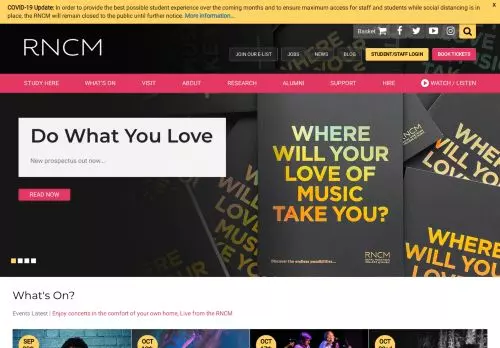 COVID-19 Update: In order to provide the best possible student experience over the coming months and to ensure maximum access for staff and students while social distancing is
in place, the RNCM will remain closed to the public until further notice. More information...
x
Basket
RNCM
JOIN OUR E-LIST
JOBS
NEWS
BLOG
STUDENT/STAFF LOGIN
BOOK TICKETS
STUDY HERE
WHAT'S ON
VISIT
ABOUT
RESEARCH
ALUMNI
SUPPORT
HIRE
WATCH / LISTEN
Do What You Love
New prospectus out now...
READ NOW
WHERE
WILL YOUR
LOVE OF
MUSIC
TAKE YOU?
Discover the endless possibilities...
RNCM
What's On?
Events Latest | Enjoy concerts in the comfort of your own home, Live from the RNCM
SEP
OCT
OCT
OCT